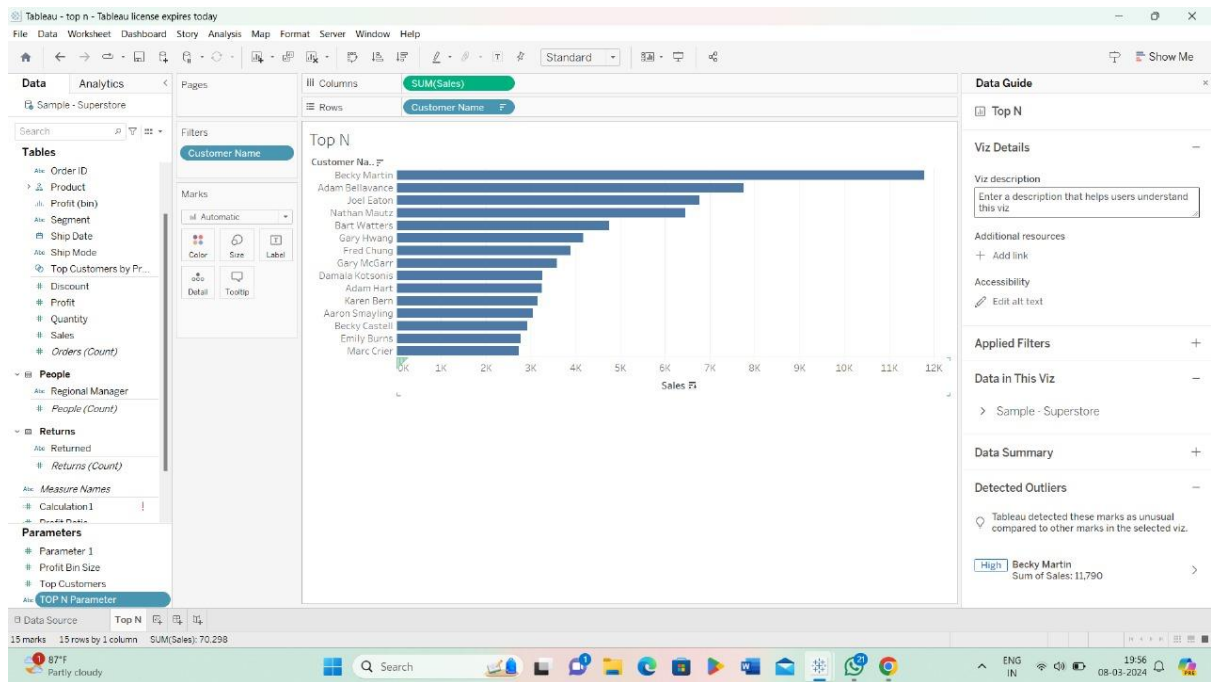 Tableau - top n - Tableau license expires today
File Data Worksheet Dashboard Story Analysis Map Format Server Window Help
Standard
Show Me
Data Analytics
Sample - Superstore
Search
Tables
Abc Order ID
Product
Profit (bin)
Abc Segment
Ship Date
Abc Ship Mode
Top Customers by Pr...
# Discount
# Profit
# Quantity
# Sales
# Orders (Count)
People
Abc Regional Manager
# People (Count)
Returns
Abc Returned
# Returns (Count)
Abc Measure Names
# Calculation1 !
Parameters
# Parameter 1
# Profit Bin Size
# Top Customers
Abc TOP N Parameter
Pages
Filters
Customer Name
Marks
Automatic
Color Size Label
Detail Tooltip
Columns SUM(Sales)
Rows Customer Name
Top N
Customer Na..
Becky Martin
Adam Bellavance
Joel Eaton
Nathan Mautz
Bart Watters
Gary Hwang
Fred Chung
Gary McGarr
Damala Kotsonis
Adam Hart
Karen Bern
Aaron Smayling
Becky Castell
Emily Burns
Marc Crier
0K 1K 2K 3K 4K 5K 6K 7K 8K 9K 10K 11K 12K
Sales
Data Guide
Top N
Viz Details
Viz description
Enter a description that helps users understand
this viz
Additional resources
+ Add link
Accessibility
Edit alt text
Applied Filters
Data in This Viz
Sample - Superstore
Data Summary
Detected Outliers
Tableau detected these marks as unusual
compared to other marks in the selected viz.
High Becky Martin
Sum of Sales: 11,790
Data Source Top N
15 marks 15 rows by 1 column SUM(Sales): 70,298
1 87°F
Partly cloudy
Search
21
ENG
IN
19:56
08-03-2024
PRE